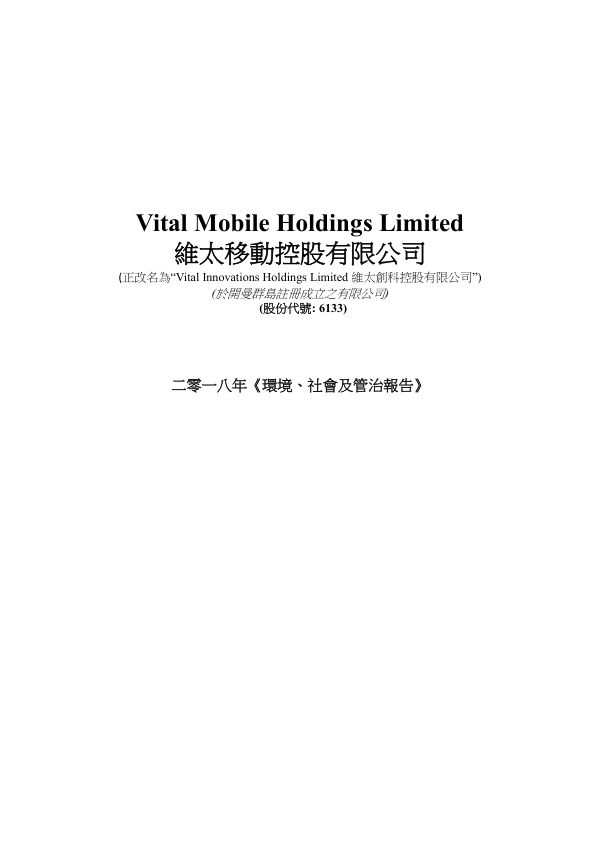 Vital Mobile Holdings Limited
維太移動控股有限公司
(正改名為“Vital Innovations Holdings Limited 維太創科控股有限公司”)
(於開曼群島註冊成立之有限公司)
(股份代號: 6133)
二零一八年《環境、社會及管治報告》